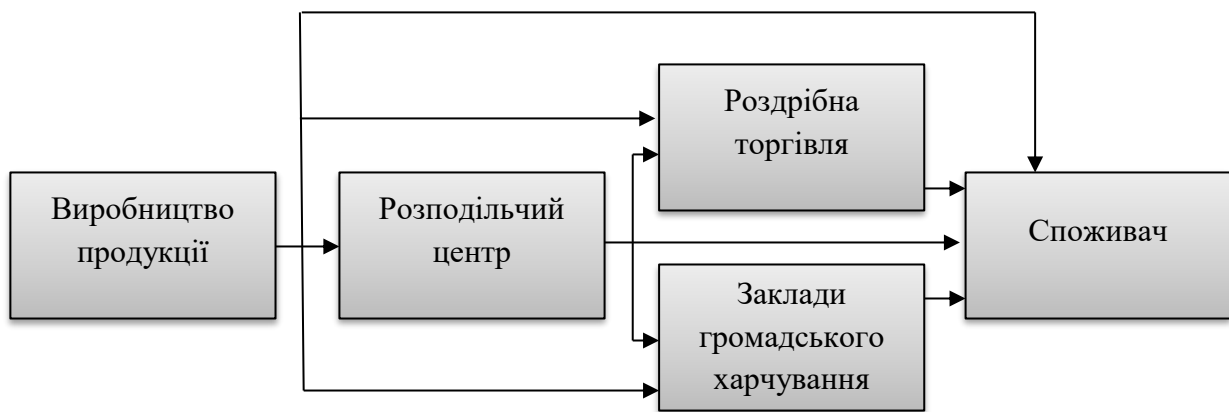 Виробництво
продукції
Розподільчий
центр
Роздрібна
торгівля
Заклади
громадського
харчування
Споживач